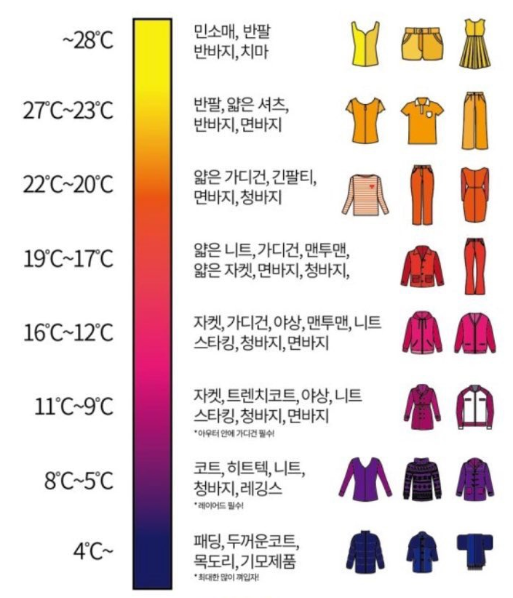 ~28℃
민소매, 반팔
반바지, 치마
27℃~23℃
반팔, 얇은 셔츠,
반바지, 면바지
22℃~20℃
얇은 가디건, 긴팔티,
면바지, 청바지
19℃~17℃
얇은 니트, 가디건, 맨투맨,
얇은 자켓, 면바지, 청바지,
16℃~12℃
자켓, 가디건, 야상, 맨투맨, 니트
스타킹, 청바지, 면바지
11℃~9℃
자켓, 트렌치코트, 야상, 니트
스타킹, 청바지, 면바지
*아우터 안에 가디건 필수!
8℃~5℃
코트, 히트텍, 니트,
청바지, 레깅스
*레이어드 필수!
4℃~
패딩, 두꺼운코트,
목도리, 기모제품
*최대한 많이 껴입자!